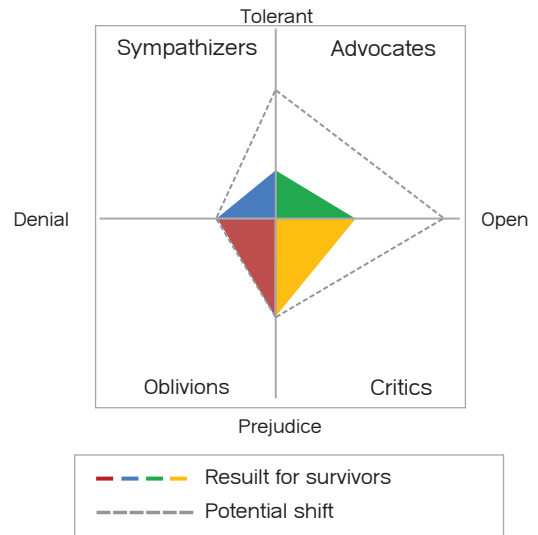 Tolerant
Sympathizers Advocates
Denial Open
Oblivions Critics
Prejudice
Resuilt for survivors
Potential shift